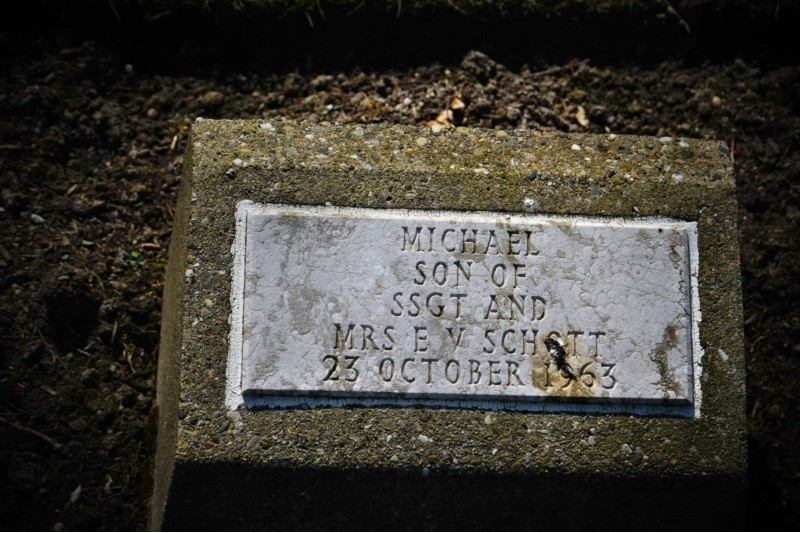 MICHAEL
SON OF
SSGT AND
MRS E V SCHOTT
23 OCTOBER 1963